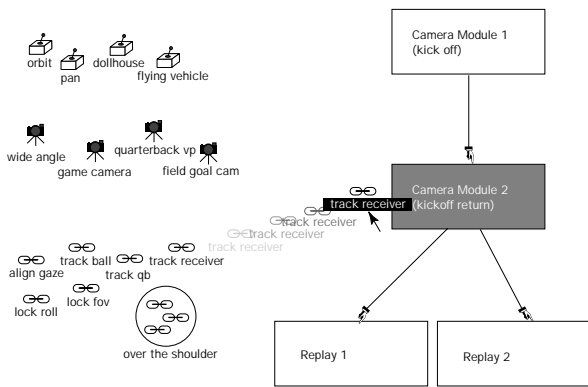 orbit
pan
dollhouse
flying vehicle
Camera Module 1
(kick off)
wide angle
game camera
quarterback vp
field goal cam
Camera Module 2
(kickoff return)
track receiver
track receiver
track receiver
track receiver
align gaze
track ball
track qb
track receiver
lock roll
lock fov
over the shoulder
Replay 1
Replay 2